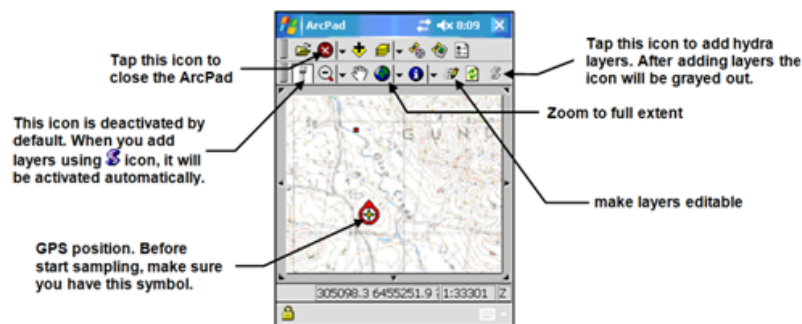 ArcPad
8:09
Tap this icon to
close the ArcPad
Tap this icon to add hydra
layers. After adding layers the
icon will be grayed out.
Zoom to full extent
This icon is deactivated by
default. When you add
layers using S icon, it will
be activated automatically.
make layers editable
GPS position. Before
start sampling, make sure
you have this symbol.
G U N D
305098.3 6455251.9 1:33301 Z